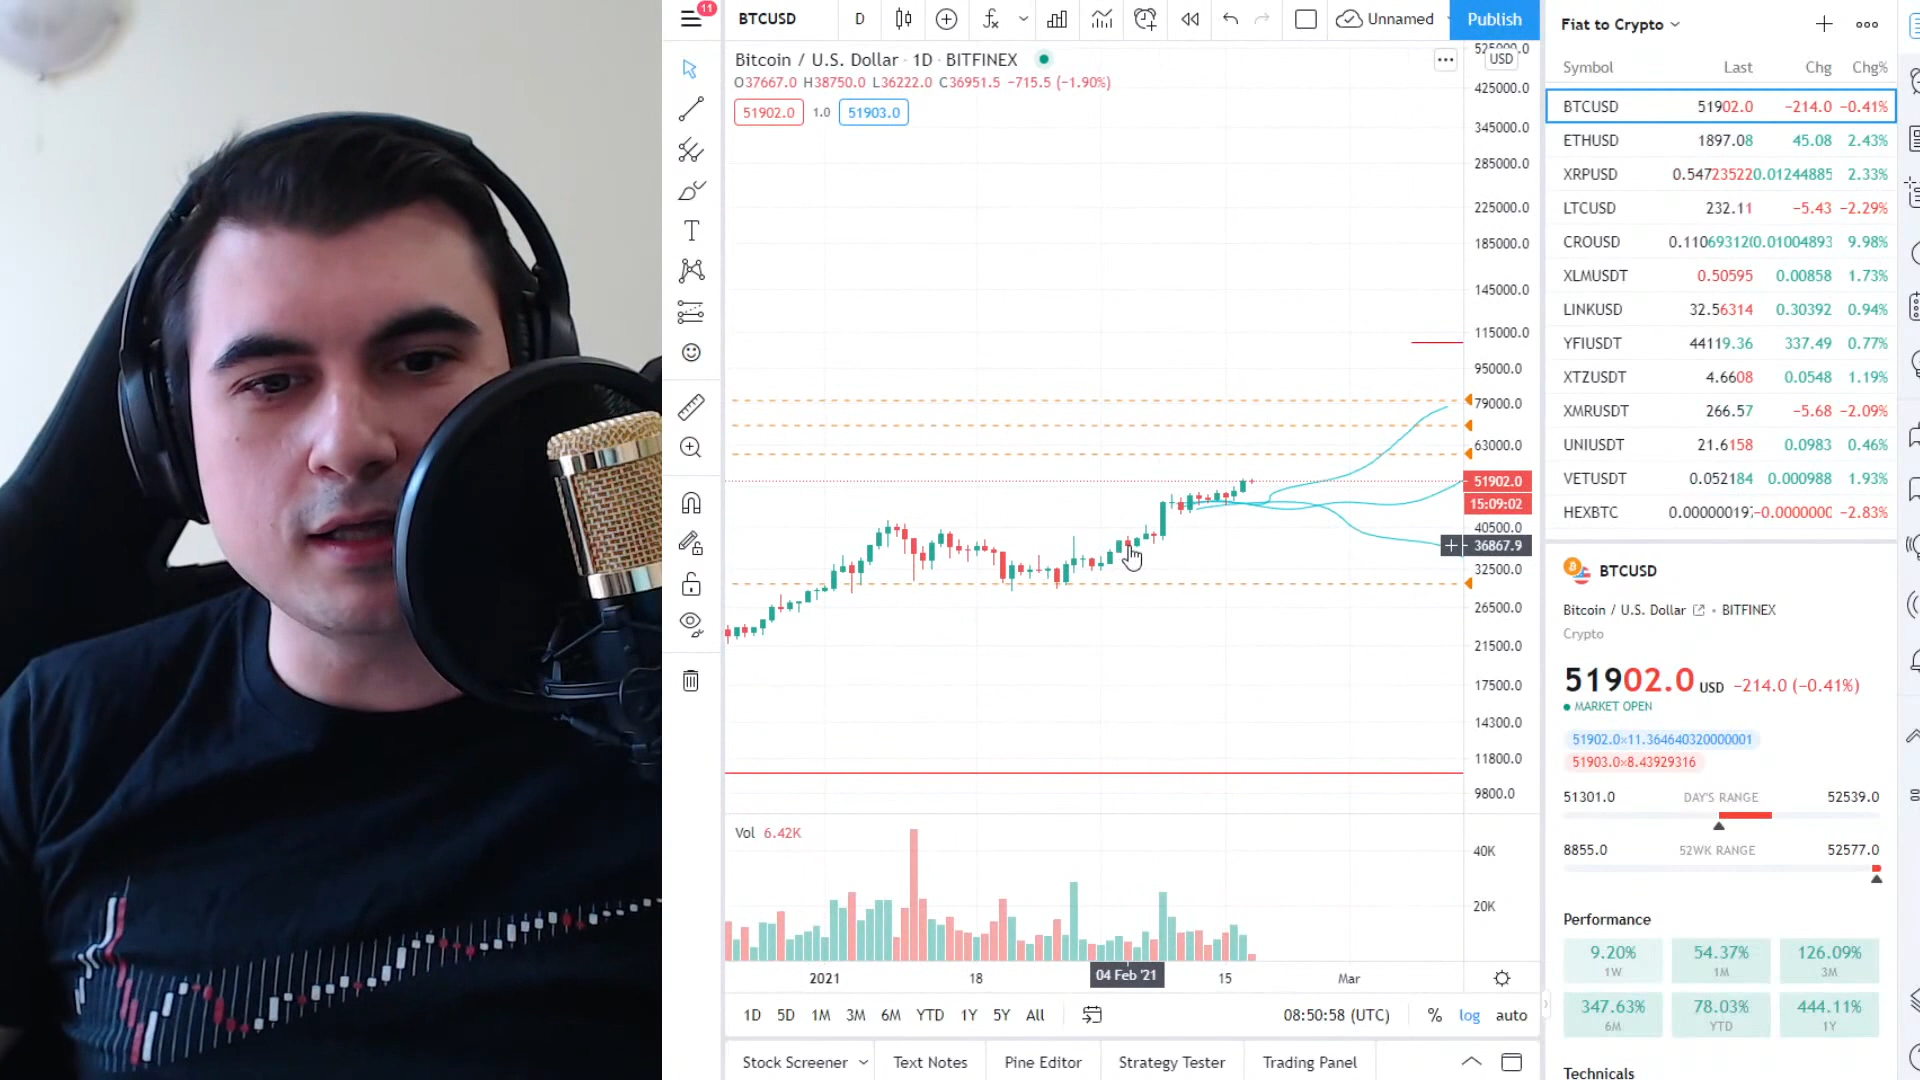 11
BTCUSD
D
Unnamed
Publish
Bitcoin / U.S. Dollar · 1D · BITFINEX
O37667.0 H38750.0 L36222.0 C36951.5 −715.5 (−1.90%)
51902.0 1.0 51903.0
USD
425000.0
345000.0
285000.0
225000.0
185000.0
145000.0
115000.0
95000.0
79000.0
63000.0
51902.0
15:09:02
40500.0
36867.9
32500.0
26500.0
21500.0
17500.0
14300.0
11800.0
9800.0
Vol 6.42K
40K
20K
2021 18 04 Feb '21 15 Mar
1D 5D 1M 3M 6M YTD 1Y 5Y All
08:50:58 (UTC) % log auto
Stock Screener Text Notes Pine Editor Strategy Tester Trading Panel
Fiat to Crypto
Symbol Last Chg Chg%
BTCUSD 51902.0 −214.0 −0.41%
ETHUSD 1897.08 45.08 2.43%
XRPUSD 0.54723522 0.01244885 2.33%
LTCUSD 232.11 −5.43 −2.29%
CROUSD 0.11069312 0.01004893 9.98%
XLMUSDT 0.50595 0.00858 1.73%
LINKUSD 32.56314 0.30392 0.94%
YFIUSDT 44119.36 337.49 0.77%
XTZUSDT 4.6608 0.0548 1.19%
XMRUSDT 266.57 −5.68 −2.09%
UNIUSDT 21.6158 0.0983 0.46%
VETUSDT 0.052184 0.000988 1.93%
HEXBTC −2.83%
BTCUSD
Bitcoin / U.S. Dollar • BITFINEX
Crypto
51902.0 USD −214.0 (−0.41%)
MARKET OPEN
51902.0×11.364640320000001
51903.0×8.43929316
51301.0 DAY'S RANGE 52539.0
8855.0 52WK RANGE 52577.0
Performance
9.20% 54.37% 126.09%
1W 1M 3M
347.63% 78.03% 444.11%
6M YTD 1Y
Technicals